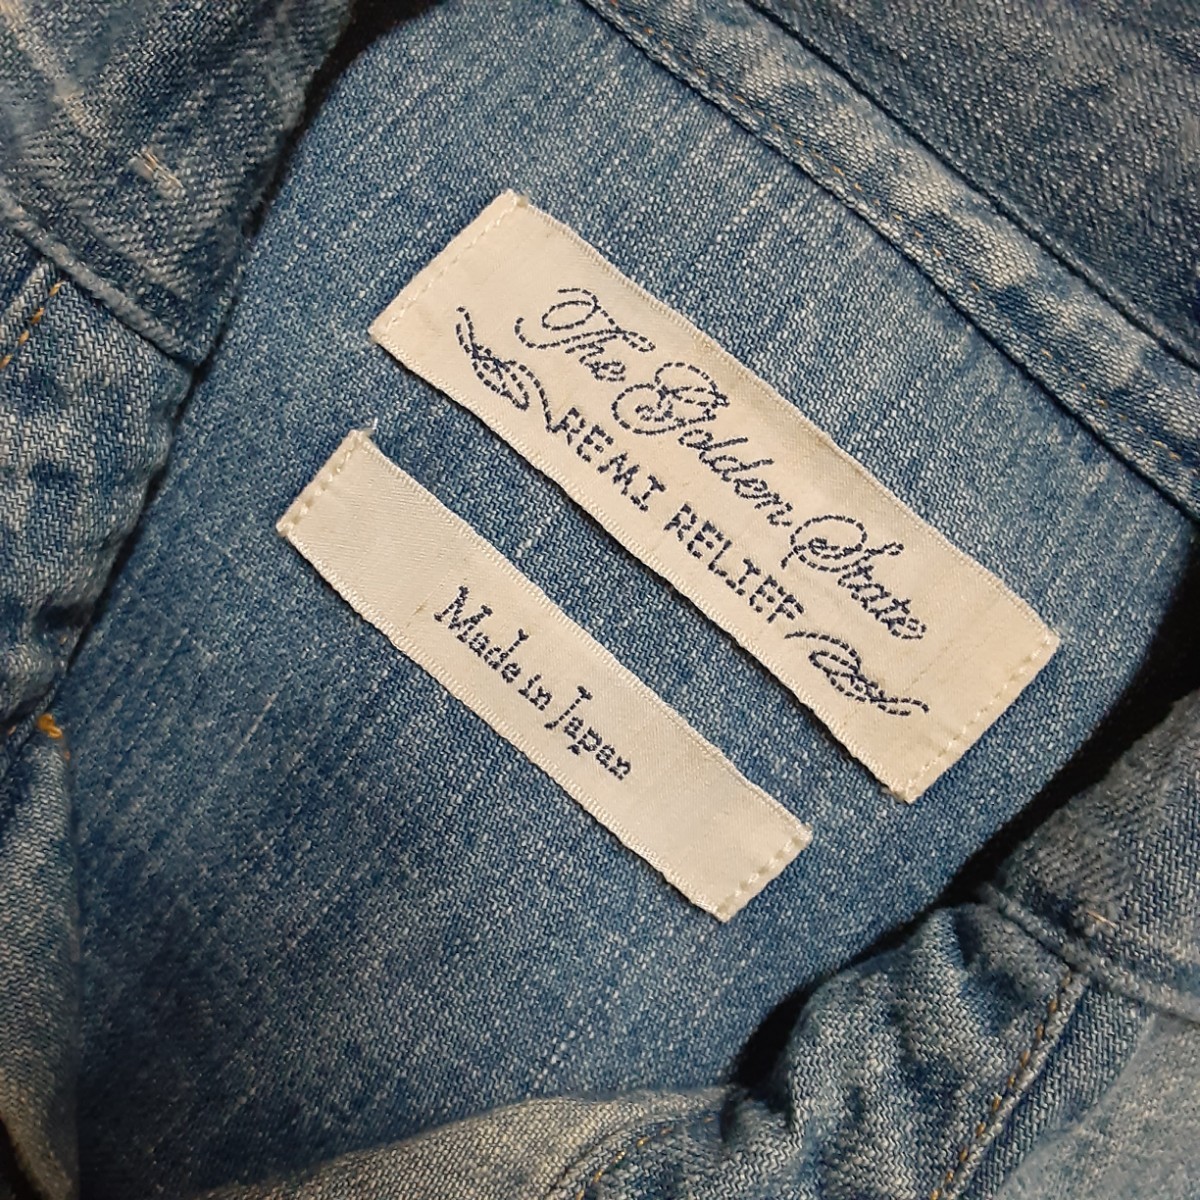 The Golden State
REMI RELIEF
Made in Japan